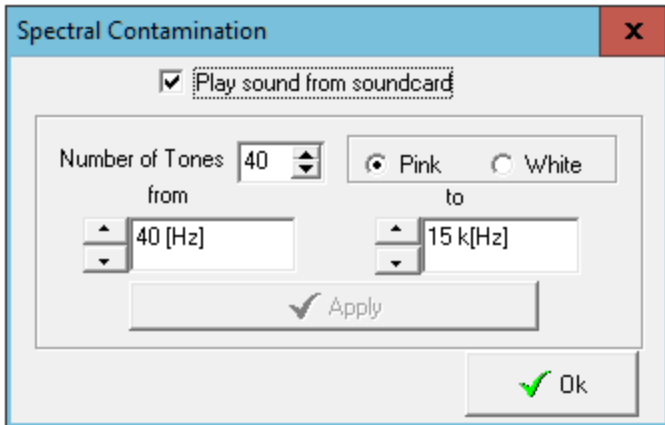 Spectral Contamination
Play sound from soundcard
Number of Tones 40 Pink White
from to
40 [Hz] 15 k[Hz]
Apply
Ok